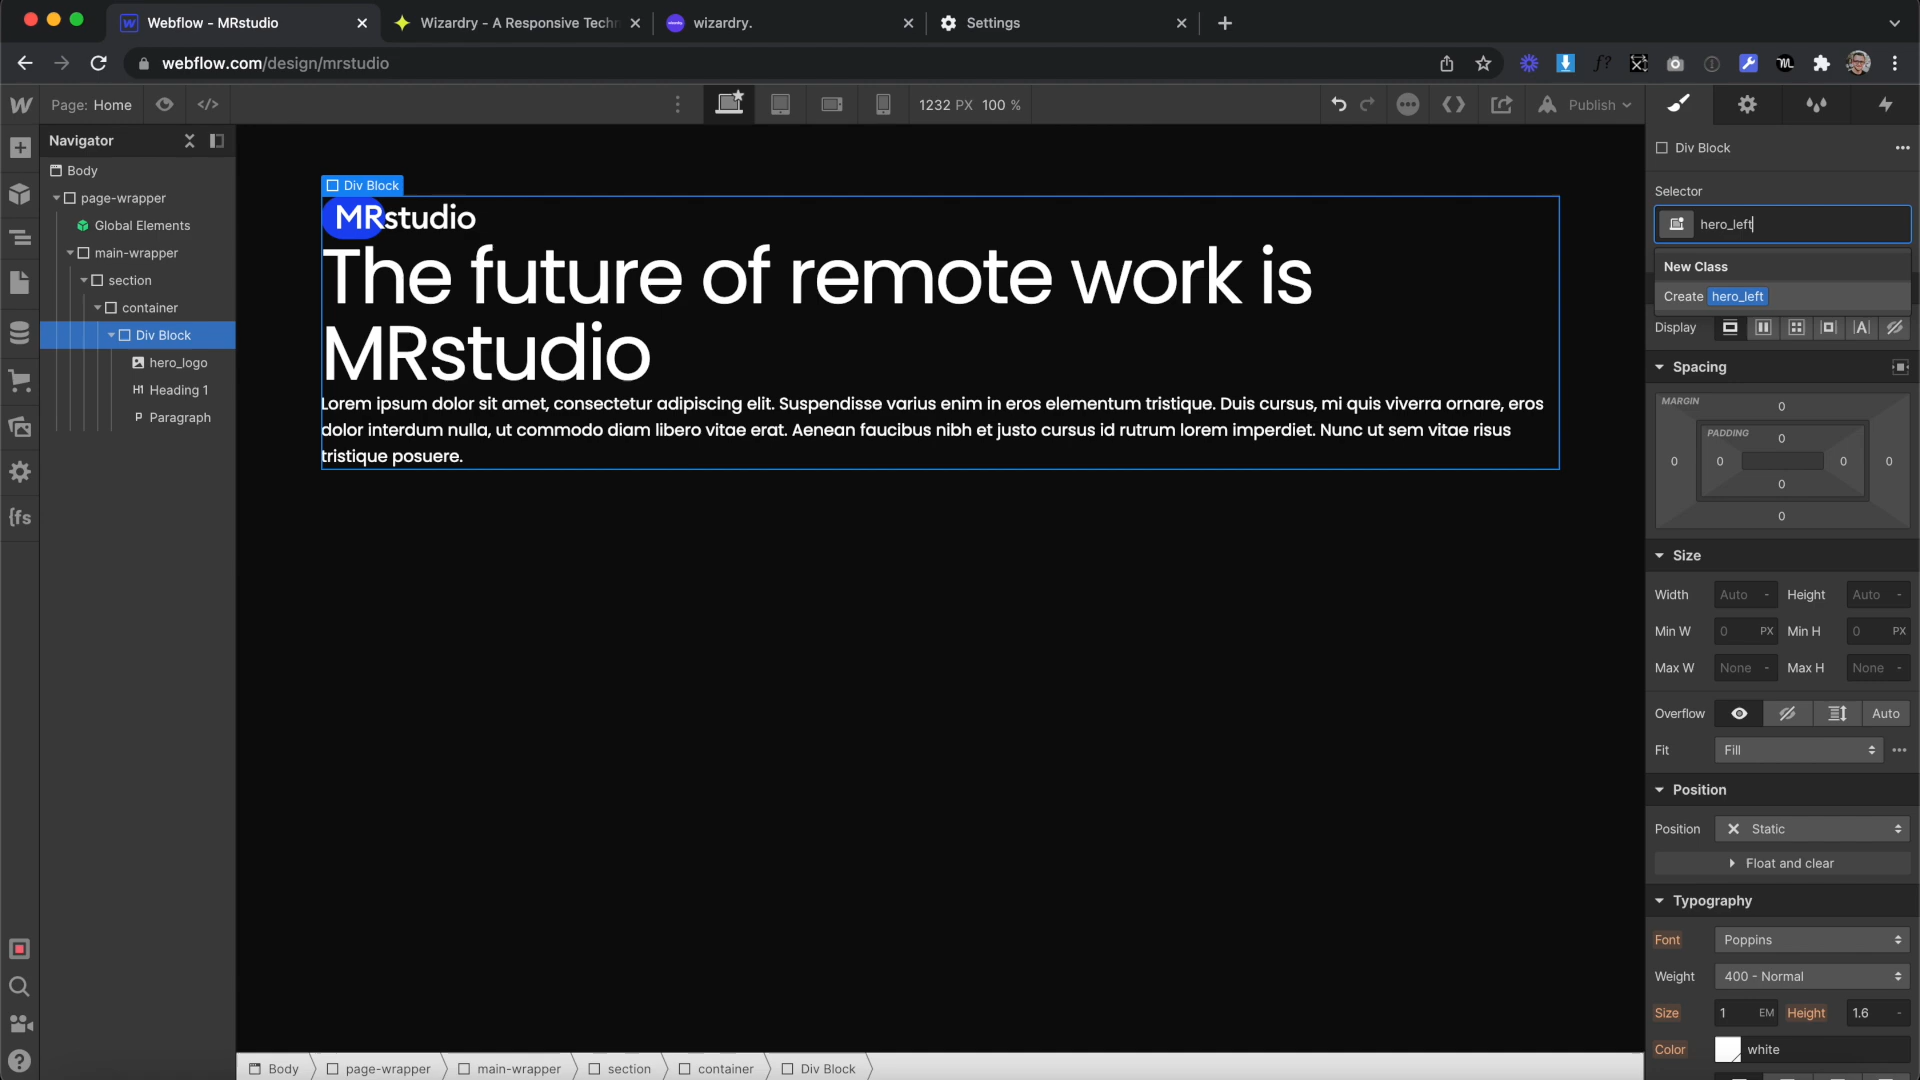 Webflow - MRstudio
Wizardry - A Responsive Techn
wizardry.
Settings
webflow.com/design/mrstudio
Page: Home
1232 PX 100 %
Publish
Navigator
Body
page-wrapper
Global Elements
main-wrapper
section
container
Div Block
hero_logo
H1 Heading 1
P Paragraph
{fs
Div Block
MRstudio
The future of remote work is
MRstudio
Lorem ipsum dolor sit amet, consectetur adipiscing elit. Suspendisse varius enim in eros elementum tristique. Duis cursus, mi quis viverra ornare, eros
dolor interdum nulla, ut commodo diam libero vitae erat. Aenean faucibus nibh et justo cursus id rutrum lorem imperdiet. Nunc ut sem vitae risus
tristique posuere.
Div Block
Selector
hero_left
New Class
Create hero_left
Display
Spacing
MARGIN
0
PADDING
0
0 0 0 0
0
0
Size
Width Auto - Height Auto -
Min W 0 PX Min H 0 PX
Max W None - Max H None -
Overflow Auto
Fit Fill
Position
Position Static
Float and clear
Typography
Font Poppins
Weight 400 - Normal
Size 1 EM Height 1.6 -
Color white
Body page-wrapper main-wrapper section container Div Block